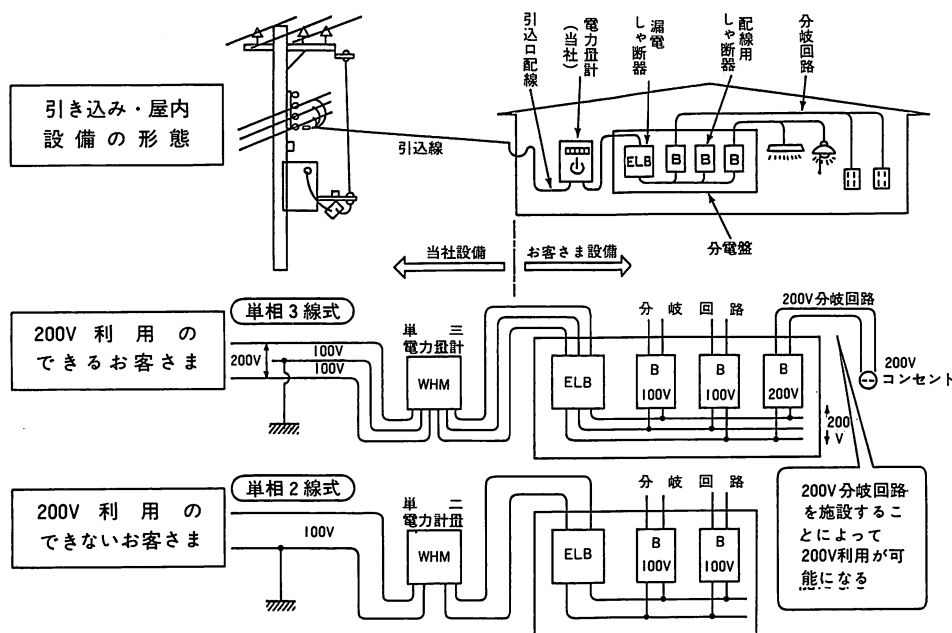 引き込み・屋内
設備の形態
引込線
引込口配線
電力量計
（当社）
漏電
しゃ断器
配線用
しゃ断器
分岐回路
ELB
B
B
B
分電盤
当社設備
お客さま設備
200V 利用の
できるお客さま
単相3線式
200V
100V
100V
単三
電力量計
WHM
ELB
分岐回路
B
100V
B
100V
B
200V
200
V
200V分岐回路
200V
コンセント
200V 利用の
できないお客さま
単相2線式
100V
単二
電力計量
WHM
ELB
分岐回路
B
100V
B
100V
200V分岐回路
を施設するこ
とによって
200V利用が可
能になる